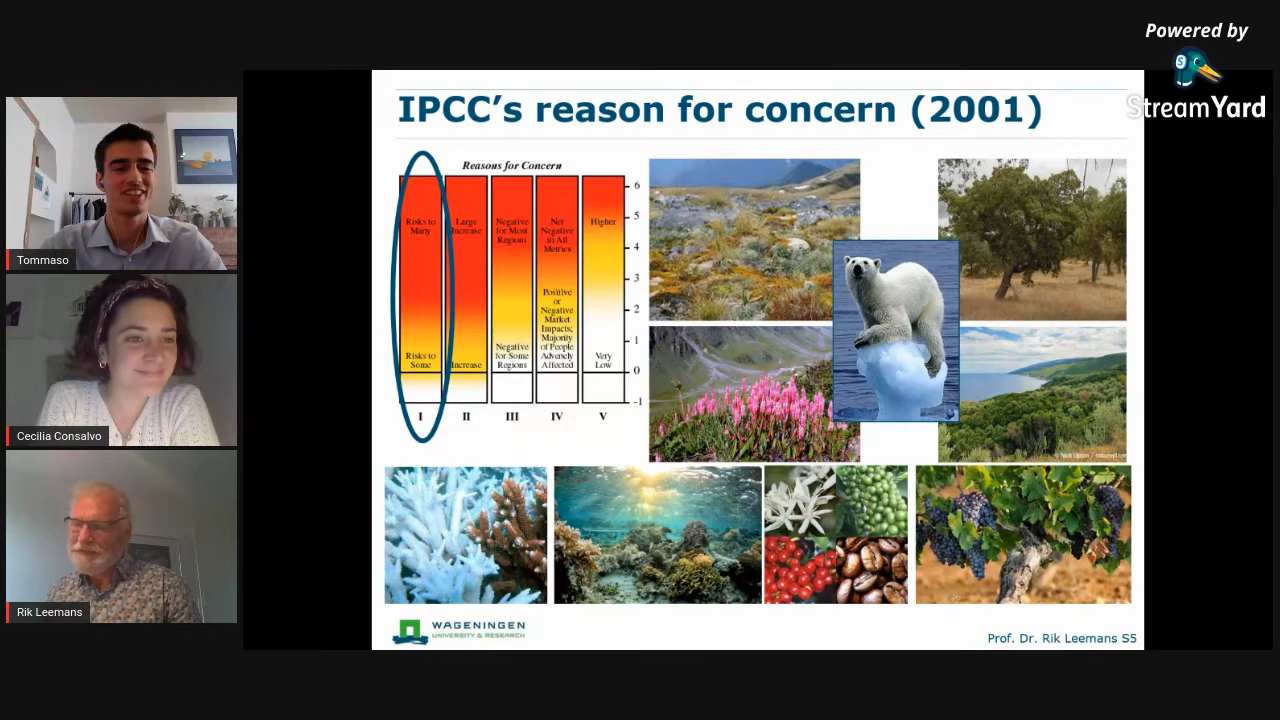 Powered by
StreamYard
IPCC's reason for concern (2001)
Reasons for Concern
Risks to
Many
Large
Increase
Negative
for Most
Regions
Net
Negative
in All
Metrics
Higher
Risks to
Some
Increase
Negative
for Some
Regions
Positive
or
Negative
Market
Impacts;
Majority
of People
Adversely
Affected
Very
Low
6
5
4
3
2
1
0
-1
I
II
III
IV
V
Tommaso
Cecilia Consalvo
Rik Leemans
WAGENINGEN
UNIVERSITY & RESEARCH
Prof. Dr. Rik Leemans S5